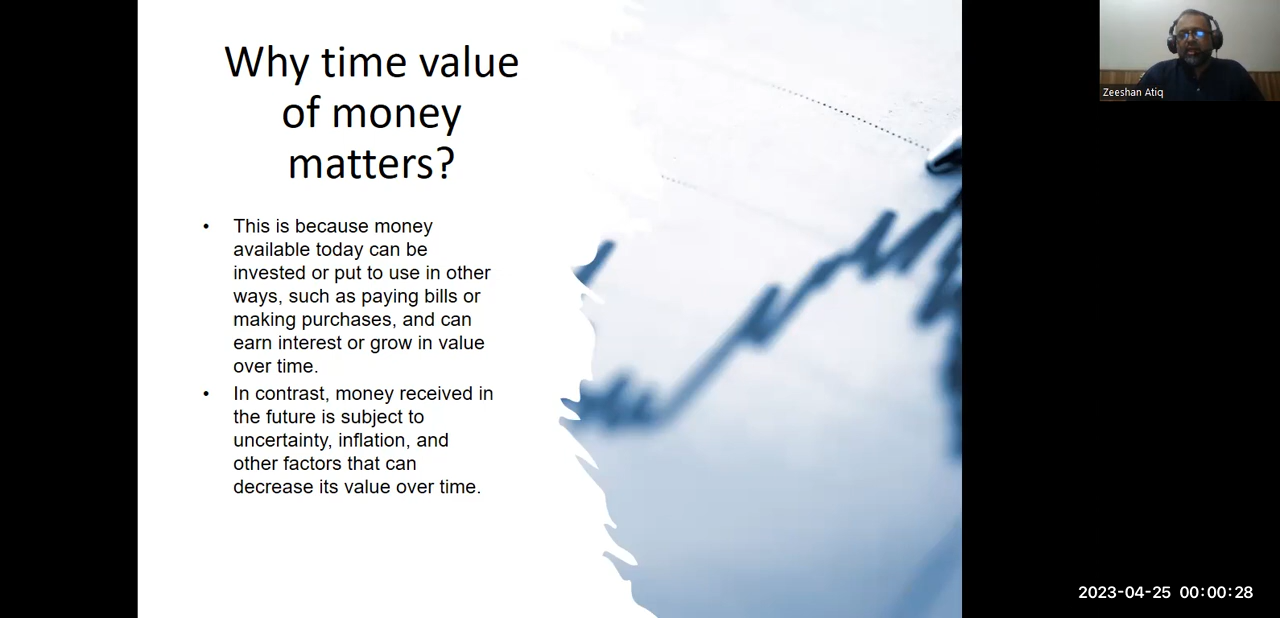 Why time value
of money
matters?
• This is because money
available today can be
invested or put to use in other
ways, such as paying bills or
making purchases, and can
earn interest or grow in value
over time.
• In contrast, money received in
the future is subject to
uncertainty, inflation, and
other factors that can
decrease its value over time.
Zeeshan Atiq
2023-04-25 00:00:28